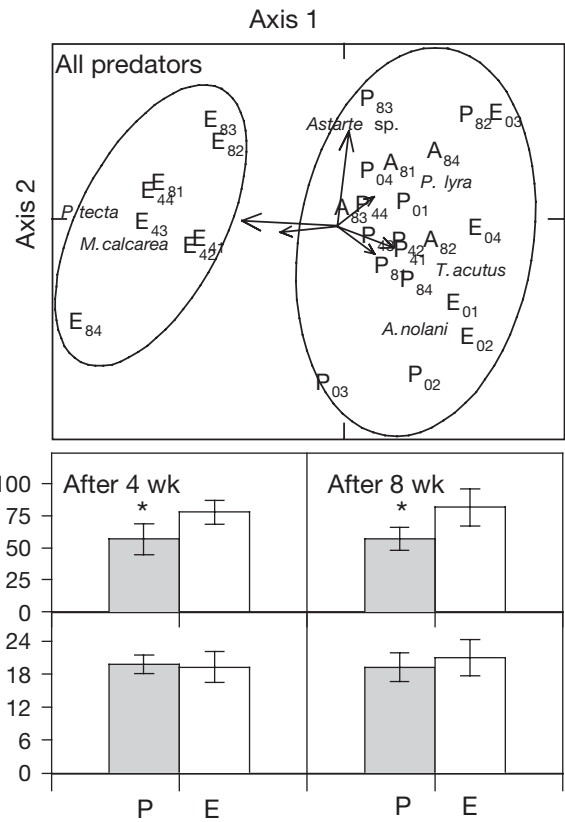 Axis 1
All predators
Axis 2
P83
Astarte sp.
P82 E03
E83
E82
A84
A81
P04
P. lyra
E81
E44
P01
A83 P44
P. tecta
E43
E04
M. calcarea
E42 E41
P43 P42 A82
P41
P81
T. acutus
P84
E01
E84
A. nolani
E02
P03
P02
After 4 wk
After 8 wk
100
75
50
25
0
* *
24
18
12
6
0
P E P E